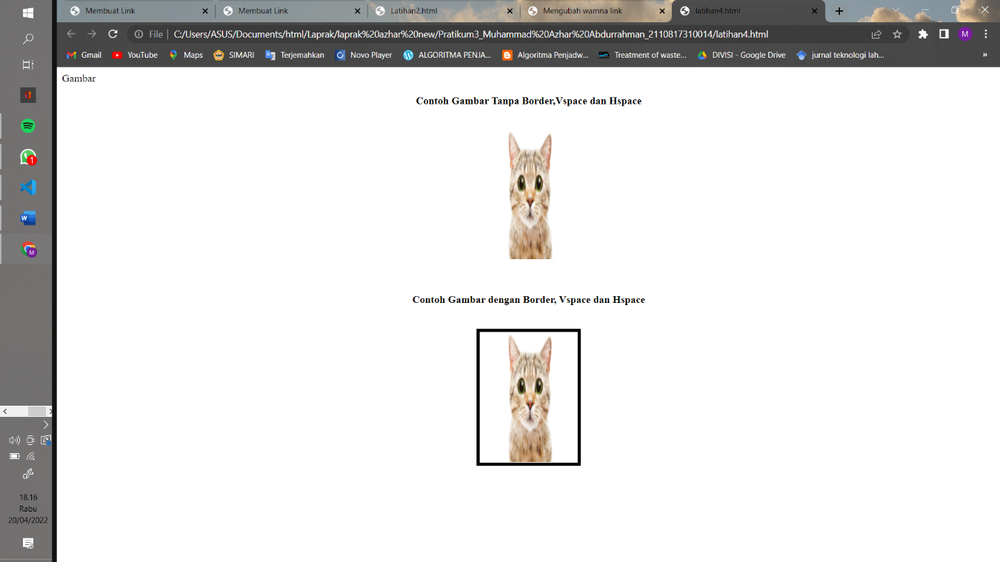 Membuat Link
Membuat Link
Latihan2.html
Mengubah warnna link
latihan4.html
File
C:/Users/ASUS/Documents/html/Laprak/laprak%20azhar%20new/Pratikum3_Muhammad%20Azhar%20Abdurrahman_2110817310014/latihan4.html
M
Gmail
YouTube
Maps
SIMARI
Terjemahkan
Novo Player
ALGORITMA PENJA...
Algoritma Penjadw...
Treatment of waste...
DIVISI - Google Drive
jurnal teknologi lah...
»
Gambar
Contoh Gambar Tanpa Border,Vspace dan Hspace
Contoh Gambar dengan Border, Vspace dan Hspace
1
W
M
18.16
Rabu
20/04/2022